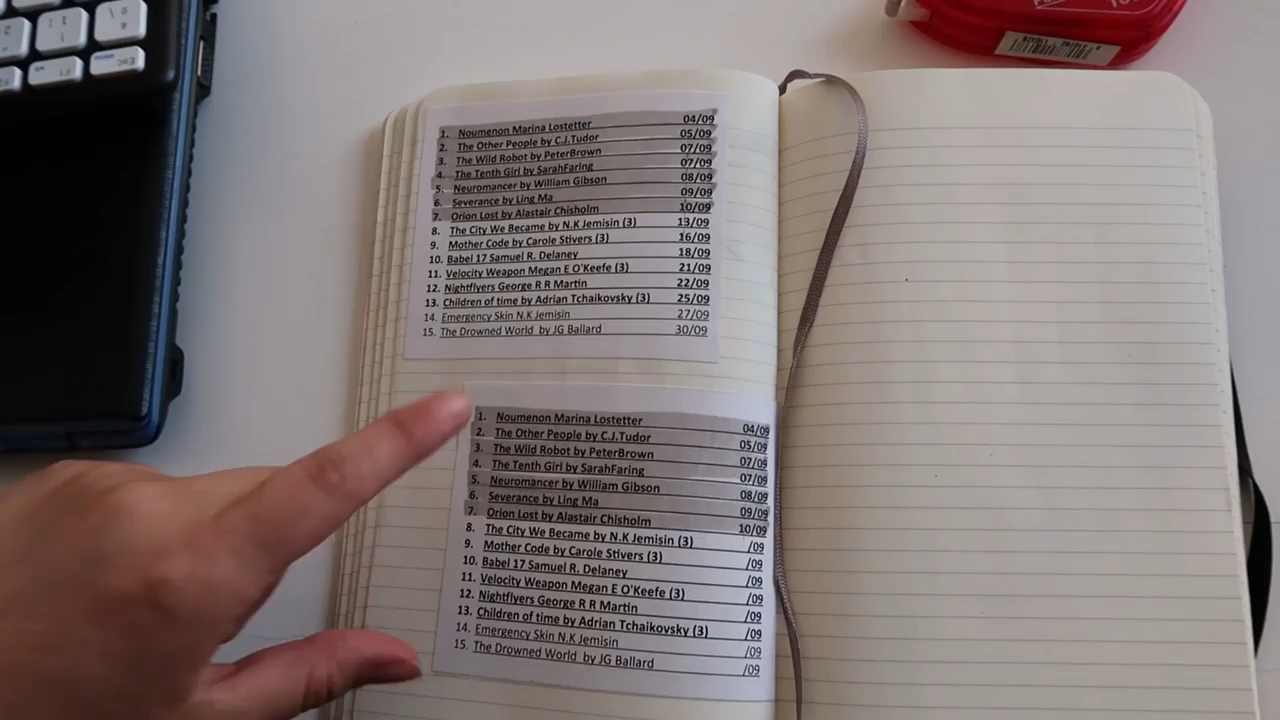 1. Noumenon Marina Lostetter 04/09
2. The Other People by C.J.Tudor 05/09
3. The Wild Robot by PeterBrown 07/09
4. The Tenth Girl by SarahFaring 07/09
5. Neuromancer by William Gibson 08/09
6. Severance by Ling Ma 09/09
7. Orion Lost by Alastair Chisholm 10/09
8. The City We Became by N.K Jemisin (3) 13/09
9. Mother Code by Carole Stivers (3) 16/09
10. Babel 17 Samuel R. Delaney 18/09
11. Velocity Weapon Megan E O'Keefe (3) 21/09
12. Nightflyers George R R Martin 22/09
13. Children of time by Adrian Tchaikovsky (3) 25/09
14. Emergency Skin N.K Jemisin 27/09
15. The Drowned World by JG Ballard 30/09
1. Noumenon Marina Lostetter 04/09
2. The Other People by C.J.Tudor 05/09
3. The Wild Robot by PeterBrown 07/09
4. The Tenth Girl by SarahFaring 07/09
5. Neuromancer by William Gibson 08/09
6. Severance by Ling Ma 09/09
7. Orion Lost by Alastair Chisholm 10/09
8. The City We Became by N.K Jemisin (3) /09
9. Mother Code by Carole Stivers (3) /09
10. Babel 17 Samuel R. Delaney /09
11. Velocity Weapon Megan E O'Keefe (3) /09
12. Nightflyers George R R Martin /09
13. Children of time by Adrian Tchaikovsky (3) /09
14. Emergency Skin N.K Jemisin /09
15. The Drowned World by JG Ballard /09
Esc
F1